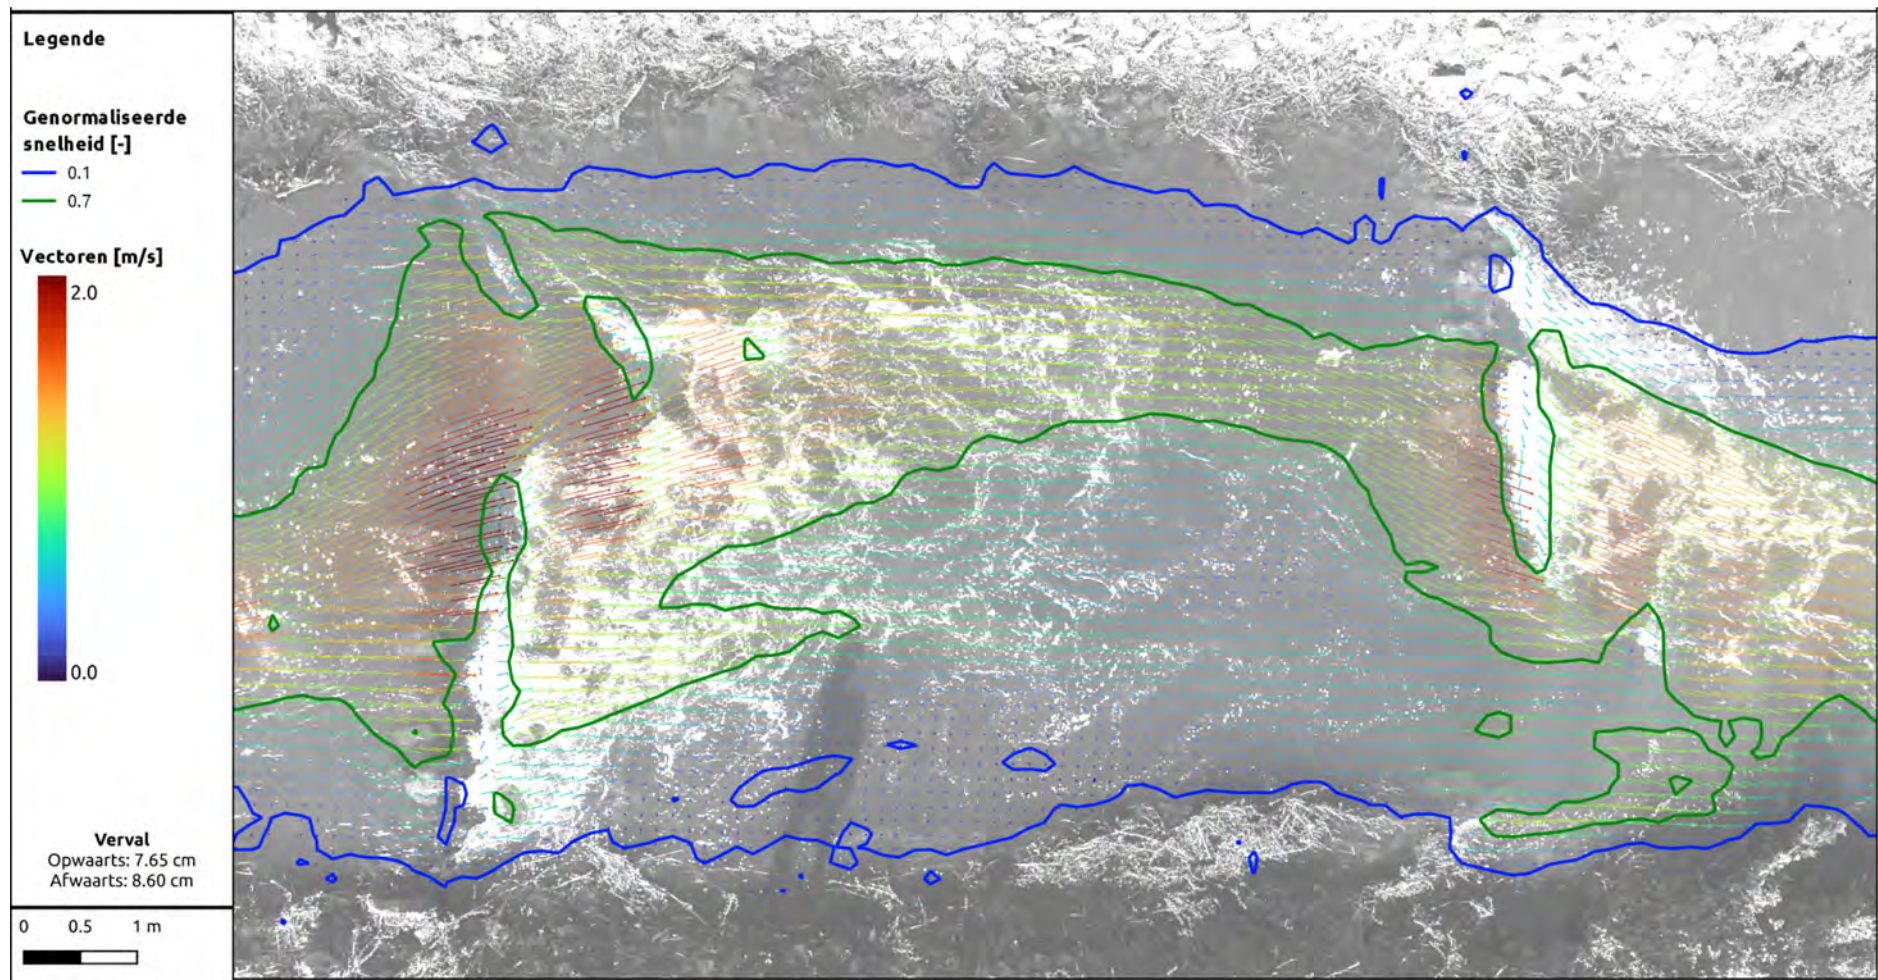 Legende
Genormaliseerde
snelheid [-]
0.1
0.7
Vectoren [m/s]
2.0
0.0
Verval
Opwaarts: 7.65 cm
Afwaarts: 8.60 cm
0 0.5 1 m